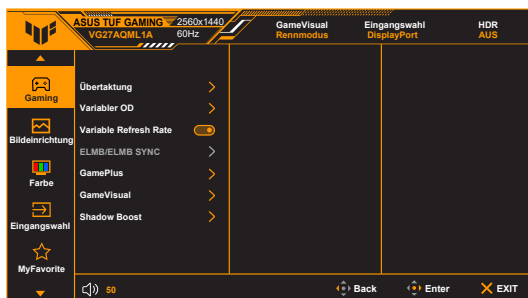 ASUS TUF GAMING 2560x1440
VG27AQML1A 60Hz
GameVisual
Rennmodus
Eingangswahl
DisplayPort
HDR
AUS
Gaming
Bildeinrichtung
Farbe
Eingangswahl
MyFavorite
Übertaktung
Variabler OD
Variable Refresh Rate
ELMB/ELMB SYNC
GamePlus
GameVisual
Shadow Boost
50
Back
Enter
EXIT